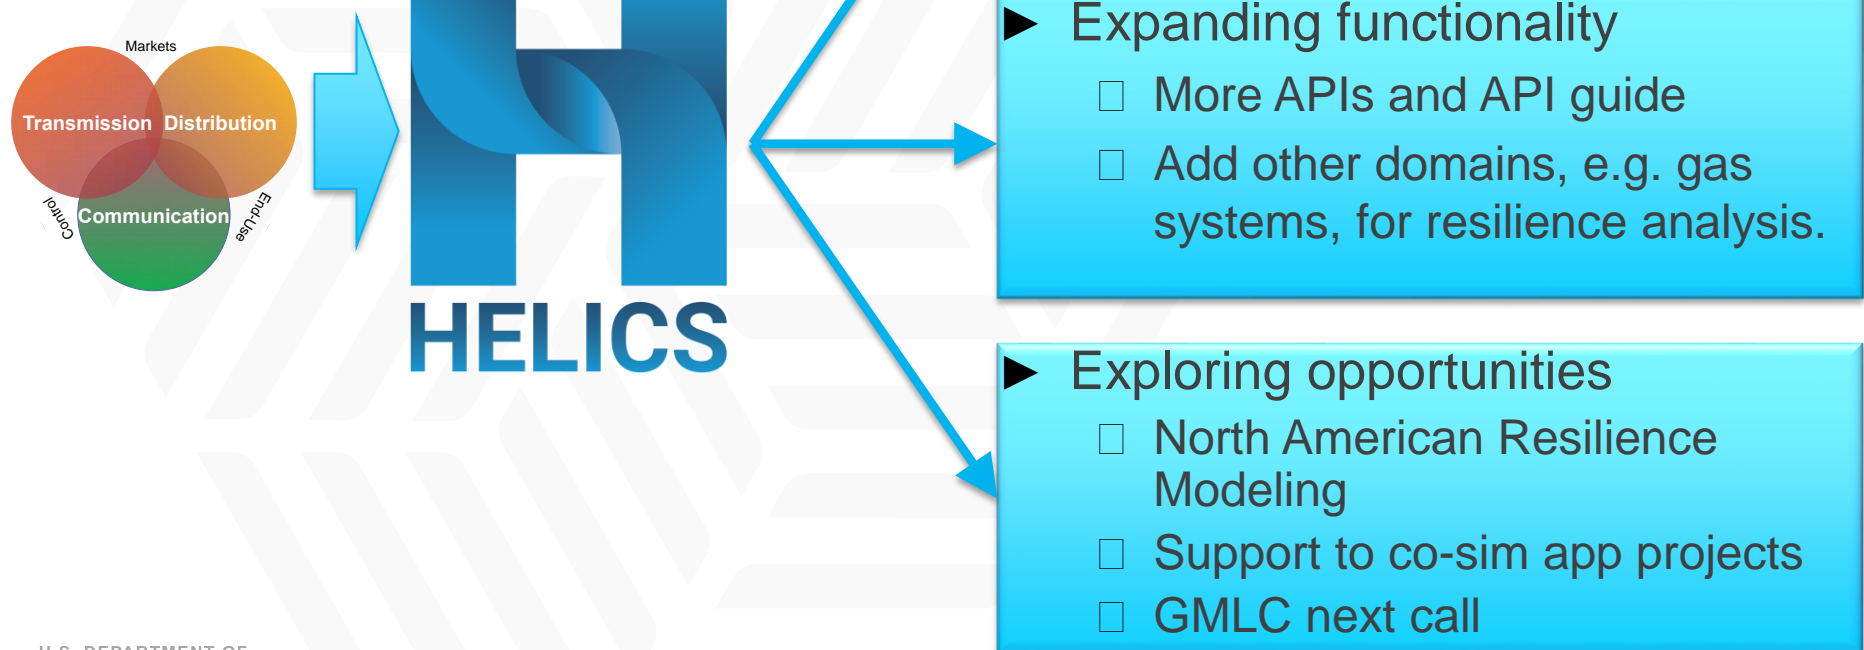 Markets
Transmission
Distribution
Control
Communication
End-Use
HELICS
► Expanding functionality
□ More APIs and API guide
□ Add other domains, e.g. gas
systems, for resilience analysis.
► Exploring opportunities
□ North American Resilience
Modeling
□ Support to co-sim app projects
□ GMLC next call
U.S. DEPARTMENT OF